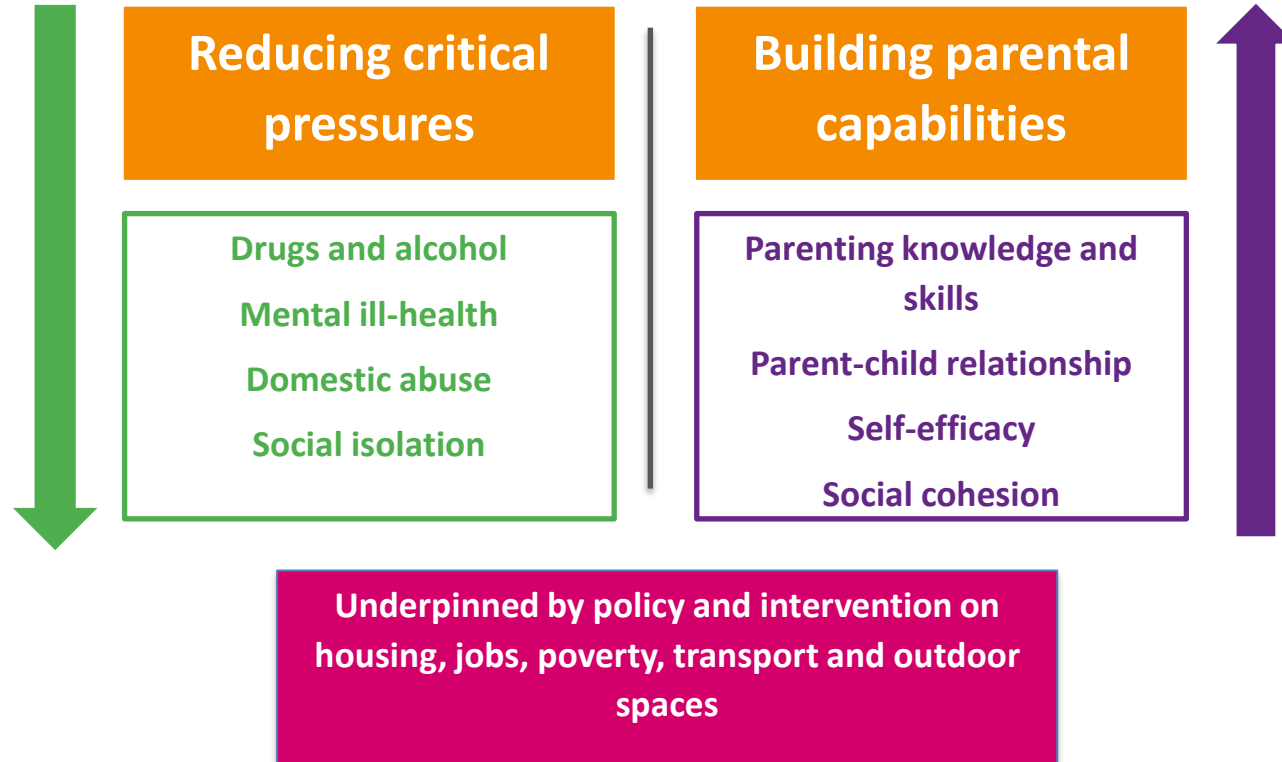 Reducing critical
pressures
Building parental
capabilities
Drugs and alcohol
Mental ill-health
Domestic abuse
Social isolation
Parenting knowledge and
skills
Parent-child relationship
Self-efficacy
Social cohesion
Underpinned by policy and intervention on
housing, jobs, poverty, transport and outdoor
spaces